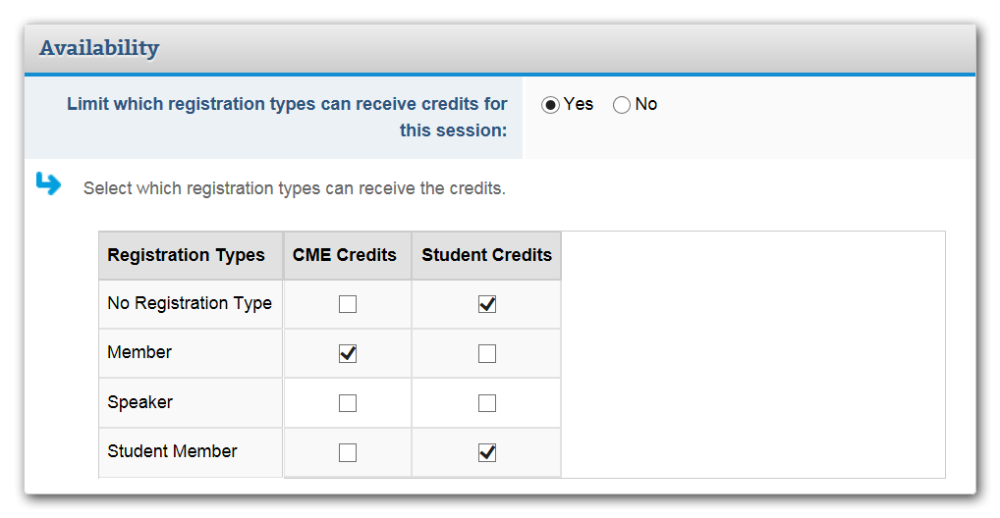 Availability
Limit which registration types can receive credits for
this session:
Yes No
Select which registration types can receive the credits.
Registration Types CME Credits Student Credits
No Registration Type
Member
Speaker
Student Member